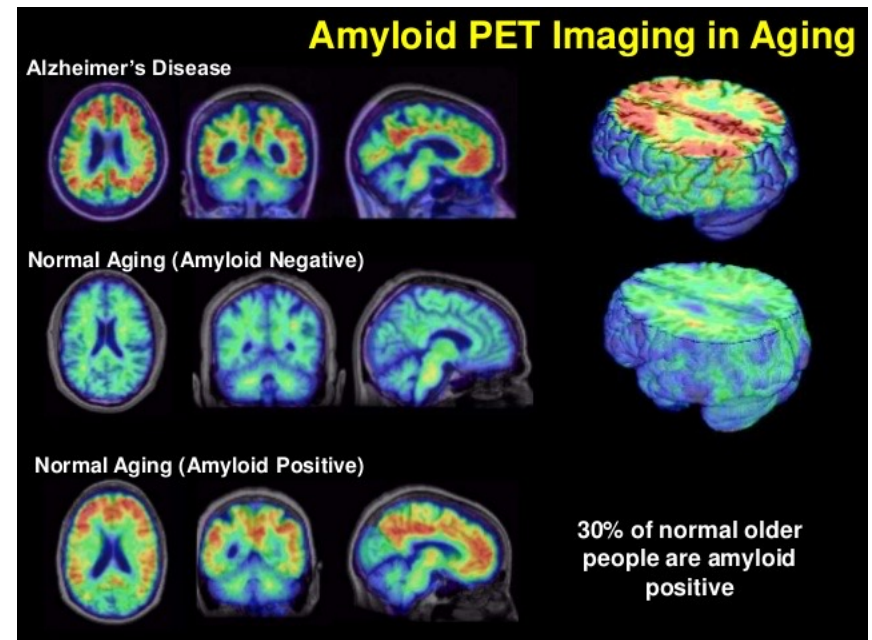 Amyloid PET Imaging in Aging
Alzheimer’s Disease
Normal Aging (Amyloid Negative)
Normal Aging (Amyloid Positive)
30% of normal older
people are amyloid
positive